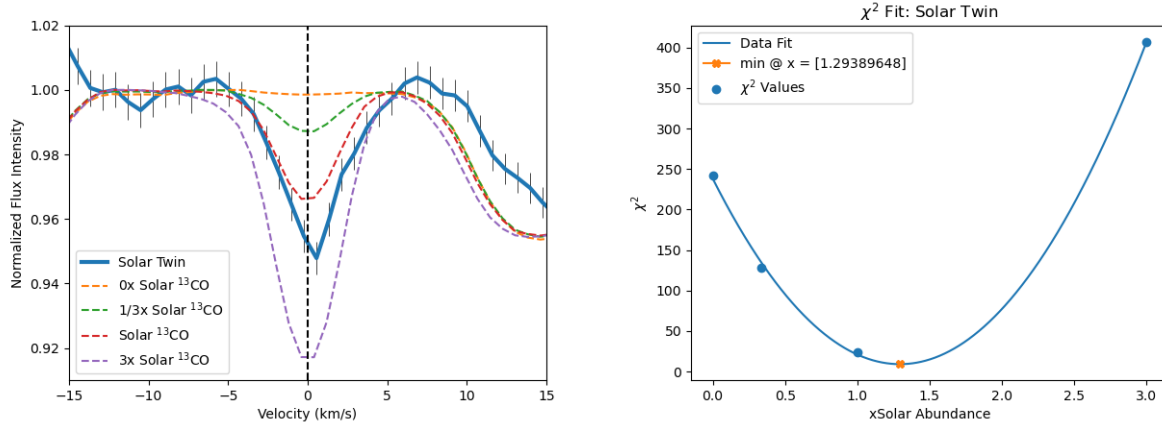 1.02
1.00
0.98
0.96
0.94
0.92
Normalized Flux Intensity
Solar Twin
0x Solar ¹³CO
1/3x Solar ¹³CO
Solar ¹³CO
3x Solar ¹³CO
−15
−10
−5
0
5
10
15
Velocity (km/s)
χ² Fit: Solar Twin
400
350
300
250
200
150
100
50
0
χ²
Data Fit
min @ x = [1.29389648]
χ² Values
0.0
0.5
1.0
1.5
2.0
2.5
3.0
xSolar Abundance